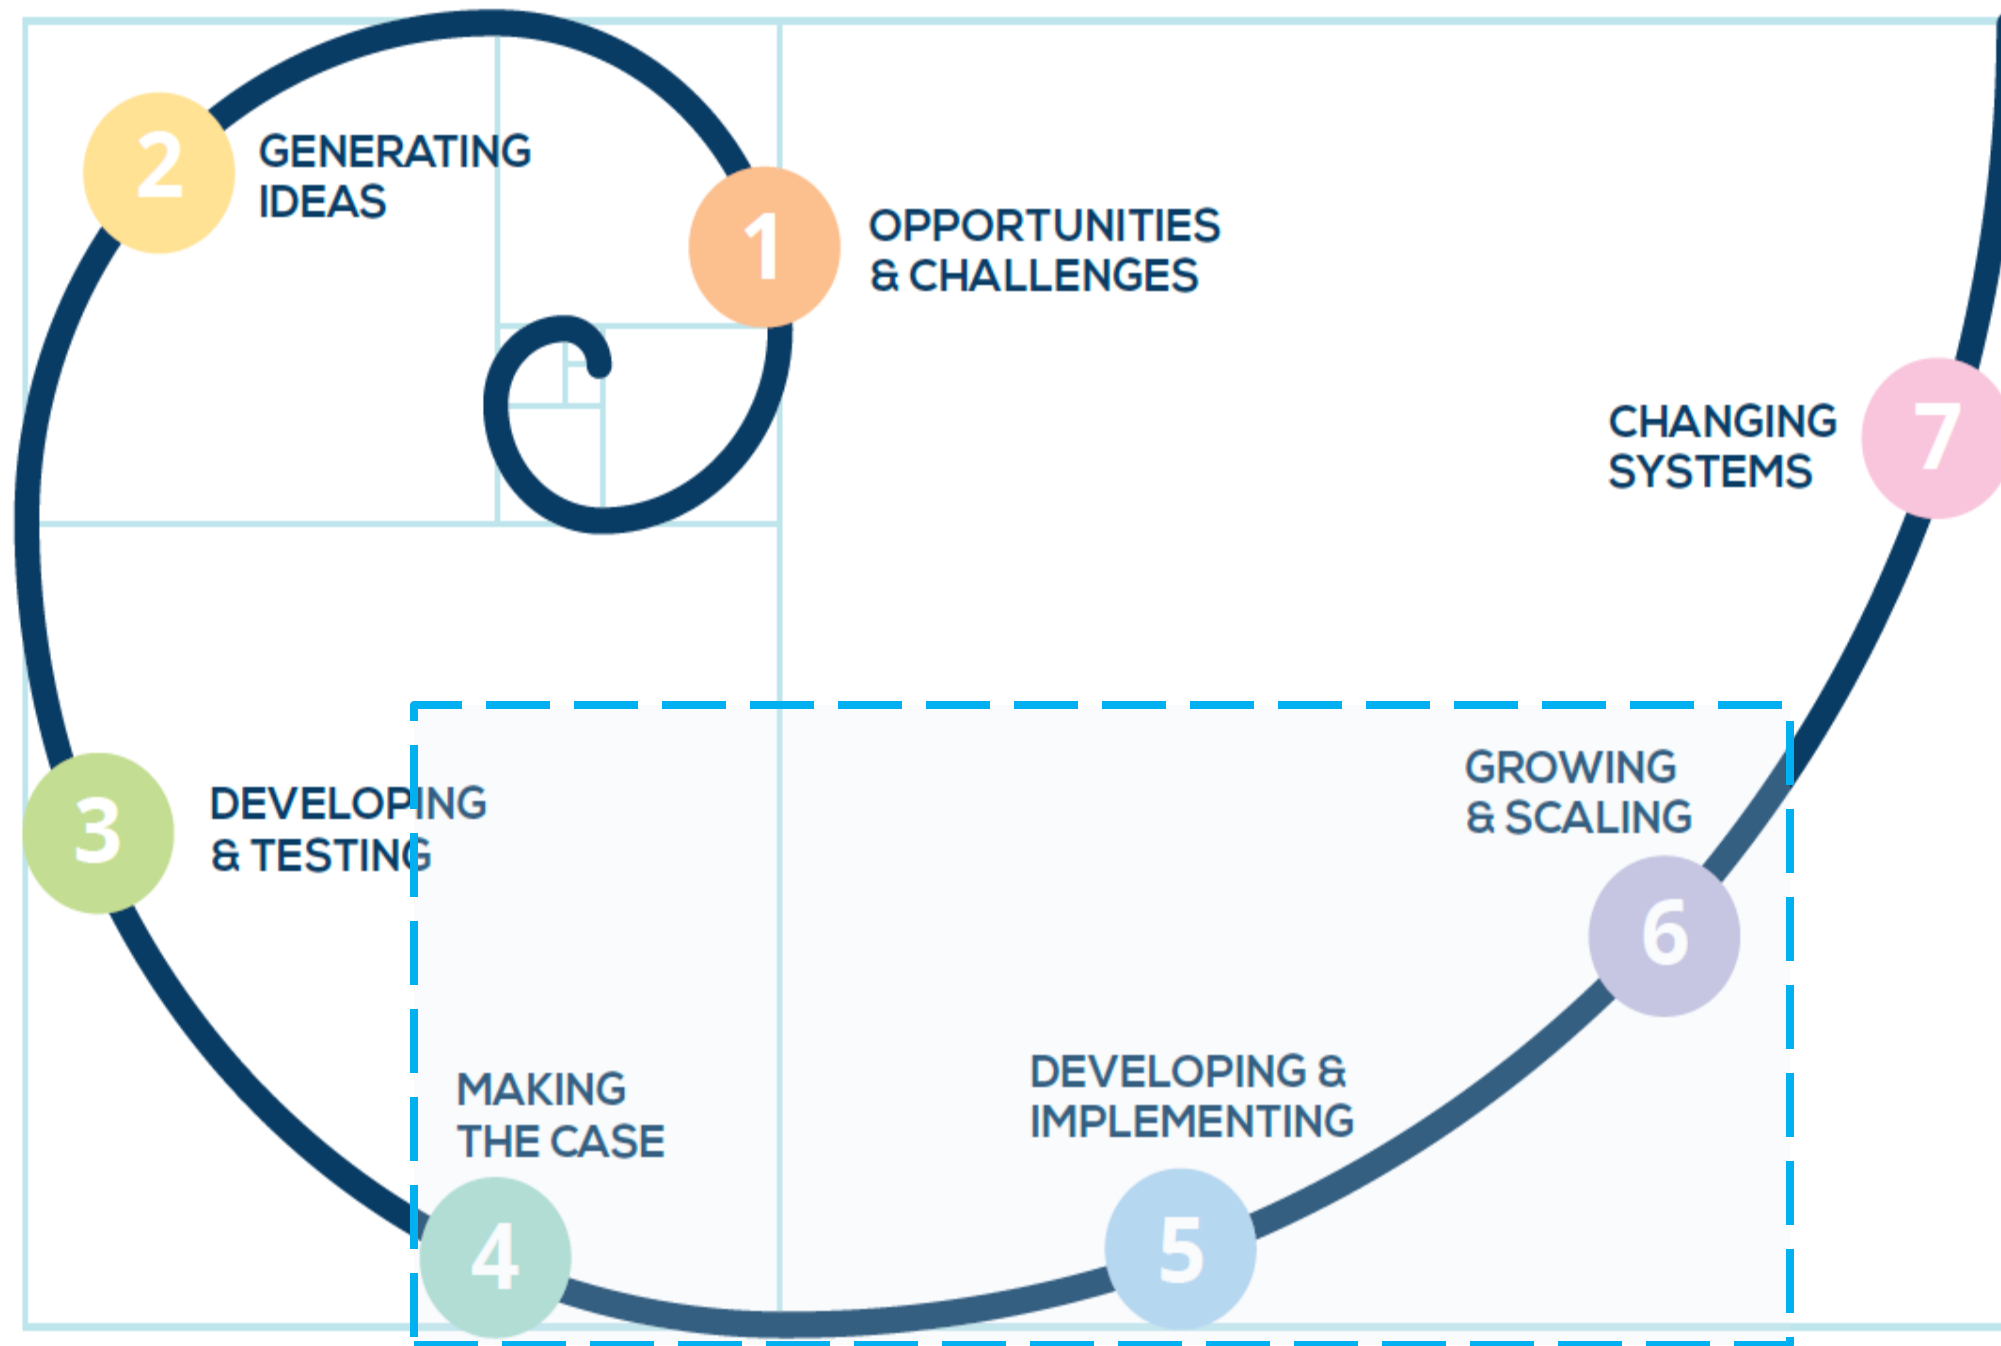 1
OPPORTUNITIES
& CHALLENGES
2
GENERATING
IDEAS
3
DEVELOPING
& TESTING
4
MAKING
THE CASE
5
DEVELOPING &
IMPLEMENTING
6
GROWING
& SCALING
7
CHANGING
SYSTEMS